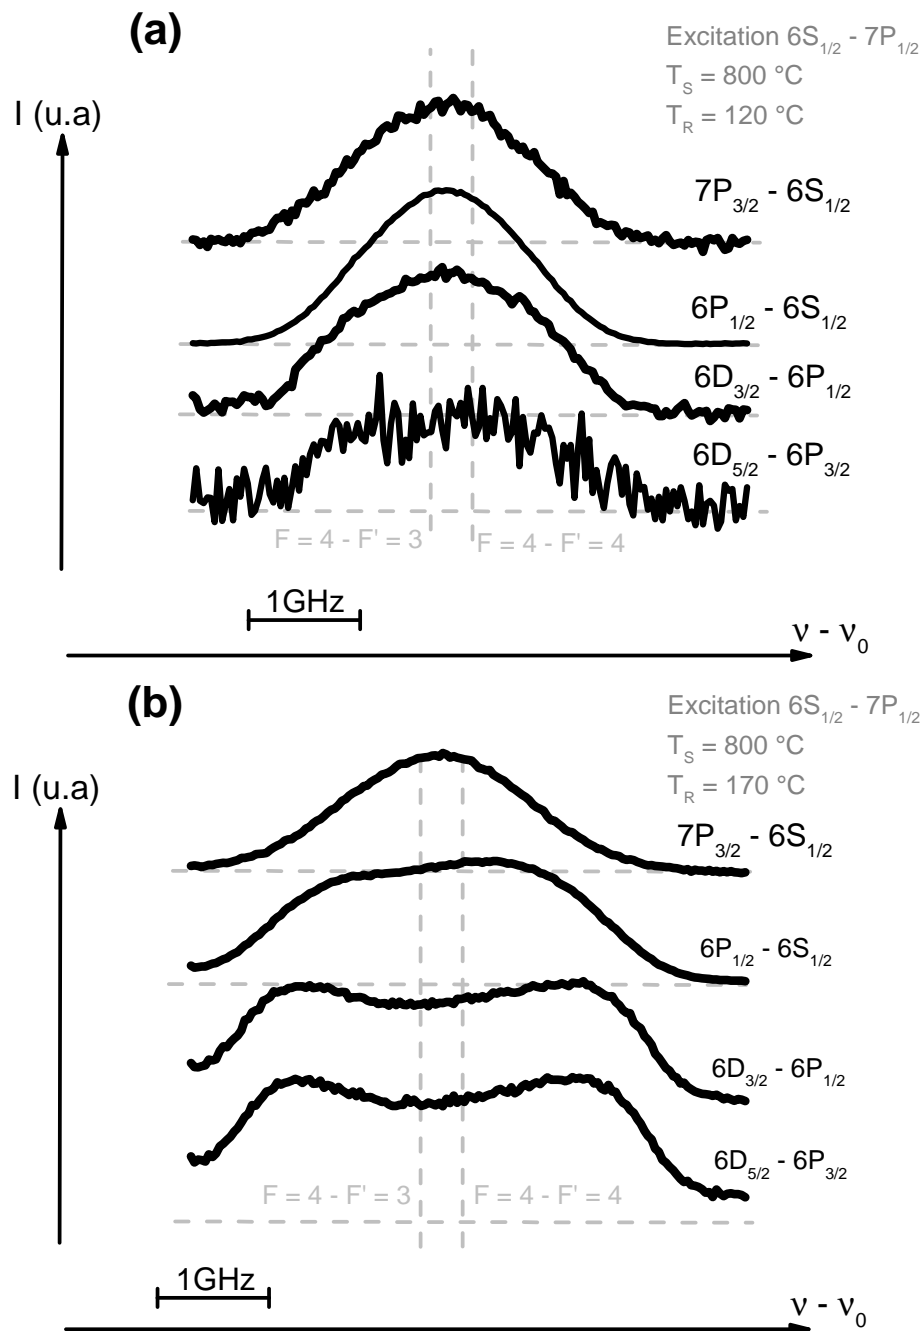 (a)
Excitation 6S1/2 - 7P1/2
TS = 800 °C
TR = 120 °C
I (u.a)
7P3/2 - 6S1/2
6P1/2 - 6S1/2
6D3/2 - 6P1/2
6D5/2 - 6P3/2
F = 4 - F' = 3
F = 4 - F' = 4
1GHz
ν - ν0
(b)
Excitation 6S1/2 - 7P1/2
TS = 800 °C
TR = 170 °C
I (u.a)
7P3/2 - 6S1/2
6P1/2 - 6S1/2
6D3/2 - 6P1/2
6D5/2 - 6P3/2
F = 4 - F' = 3
F = 4 - F' = 4
1GHz
ν - ν0